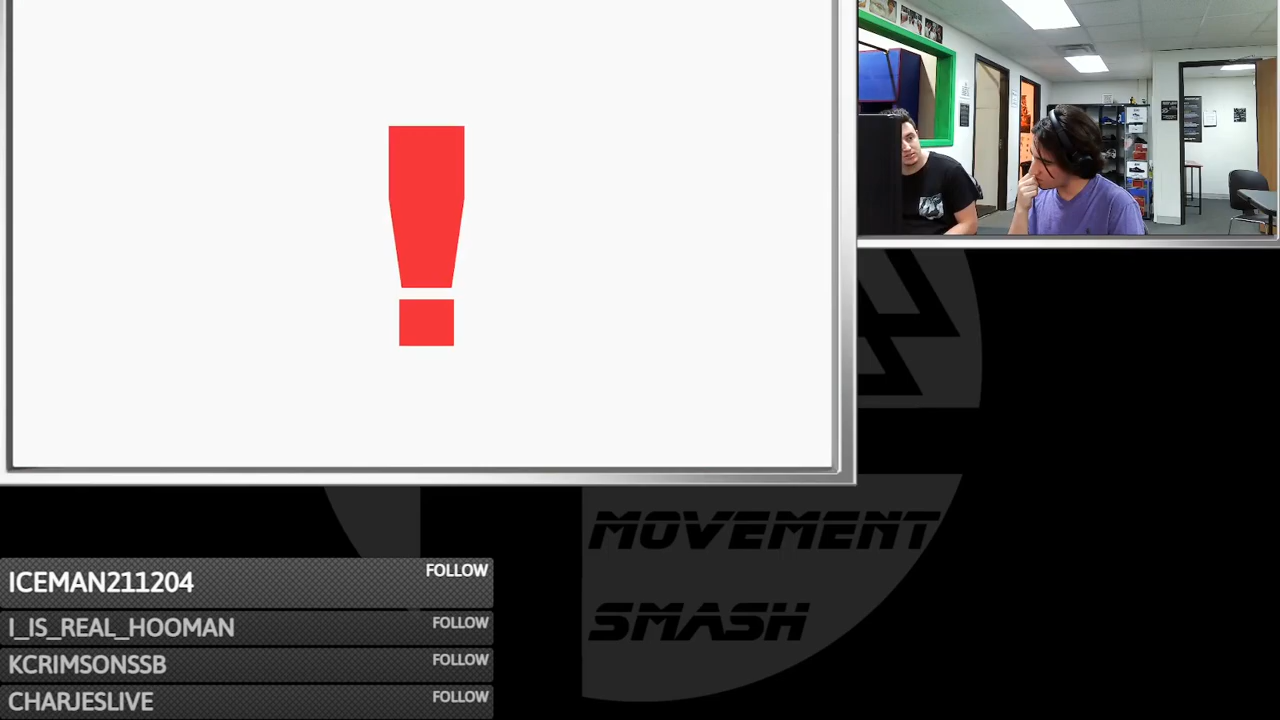 !
MOVEMENT
SMASH
ICEMAN211204 FOLLOW
I_IS_REAL_HOOMAN FOLLOW
KCRIMSONSSB FOLLOW
CHARJESLIVE FOLLOW